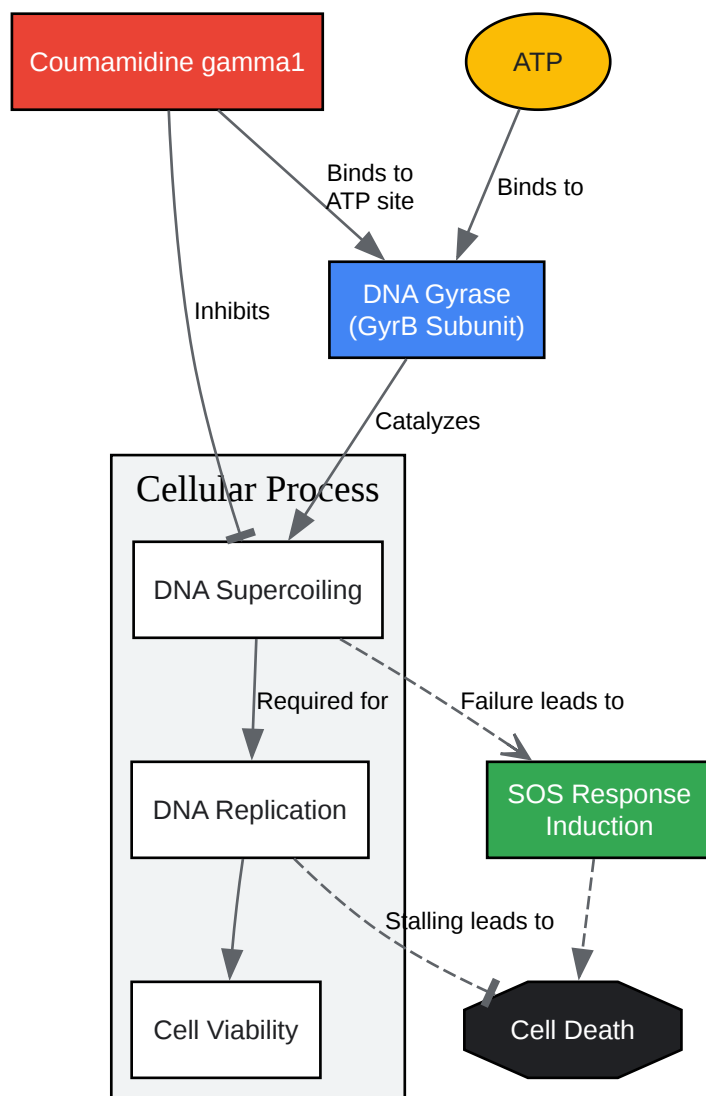 Coumamidine gamma1
ATP
Binds to
ATP site
Binds to
DNA Gyrase
(GyrB Subunit)
Inhibits
Catalyzes
Cellular Process
DNA Supercoiling
Required for
Failure leads to
DNA Replication
SOS Response
Induction
Stalling leads to
Cell Viability
Cell Death